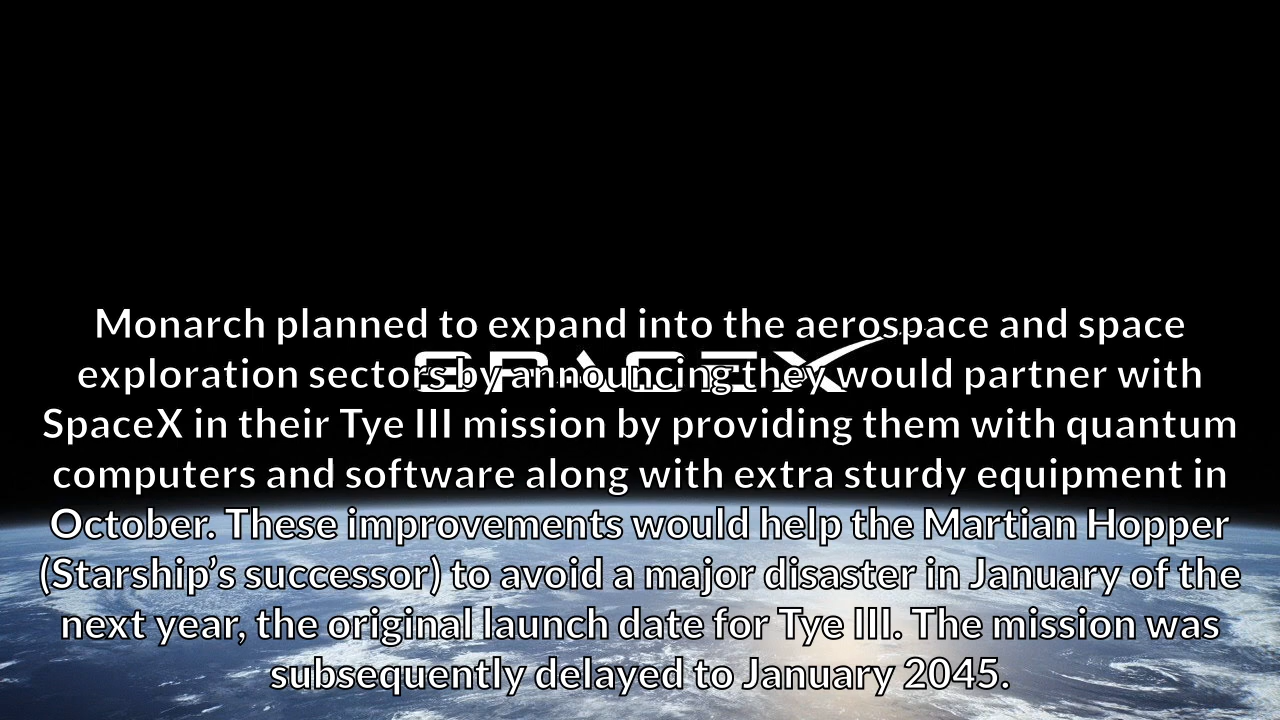 Monarch planned to expand into the aerospace and space
SPACEX
exploration sectors by announcing they would partner with
SpaceX in their Tye III mission by providing them with quantum
computers and software along with extra sturdy equipment in
October. These improvements would help the Martian Hopper
(Starship’s successor) to avoid a major disaster in January of the
next year, the original launch date for Tye III. The mission was
subsequently delayed to January 2045.